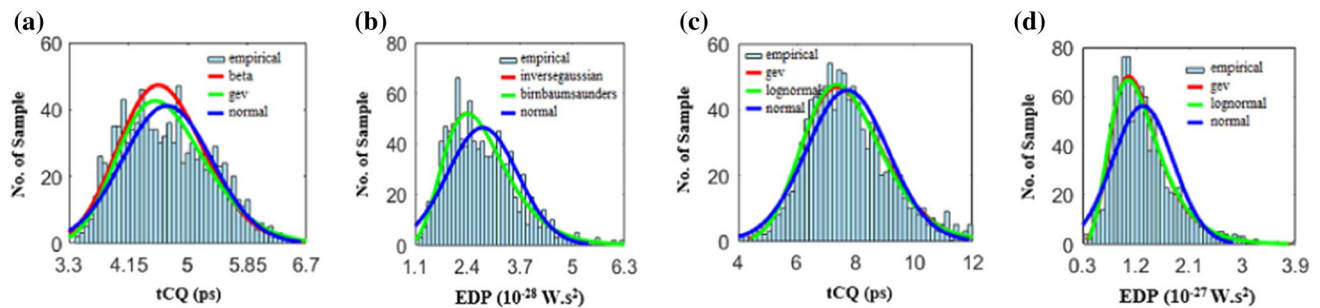 (a)
No. of Sample
60
40
20
0
3.3 4.15 5 5.85 6.7
tCQ (ps)
empirical
beta
gev
normal
(b)
No. of Sample
80
60
40
20
0
1.1 2.4 3.7 6.3
EDP (10-28 W.s2)
empirical
inversegaussian
birnbaumsaunders
normal
(c)
No. of Sample
60
40
20
0
4 6 8 10 12
tCQ (ps)
empirical
gev
lognormal
normal
(d)
No. of Sample
80
60
40
20
0
0.3 1.2 2.1 3 3.9
EDP (10-27 W.s2)
empirical
gev
lognormal
normal